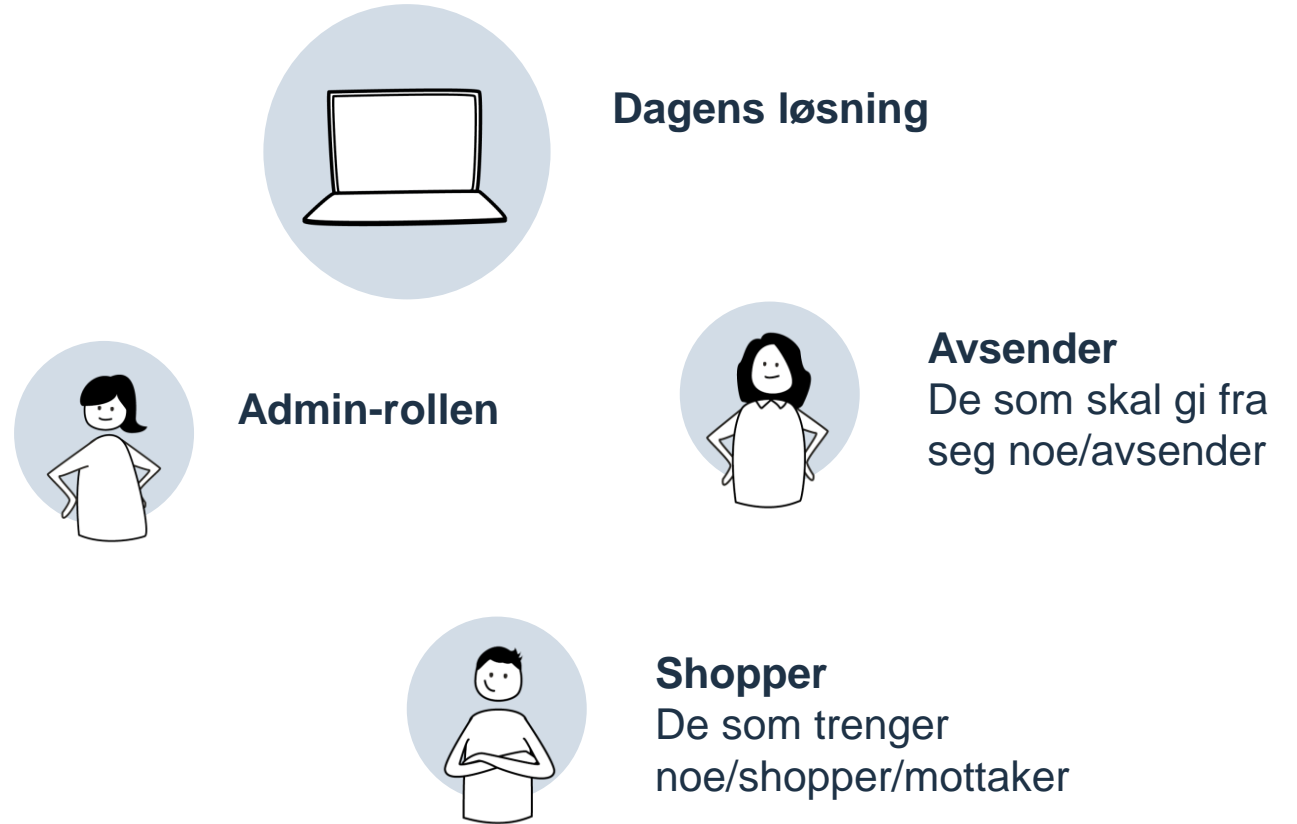 Dagens løsning
Admin-rollen
Avsender
De som skal gi fra
seg noe/avsender
Shopper
De som trenger
noe/shopper/mottaker